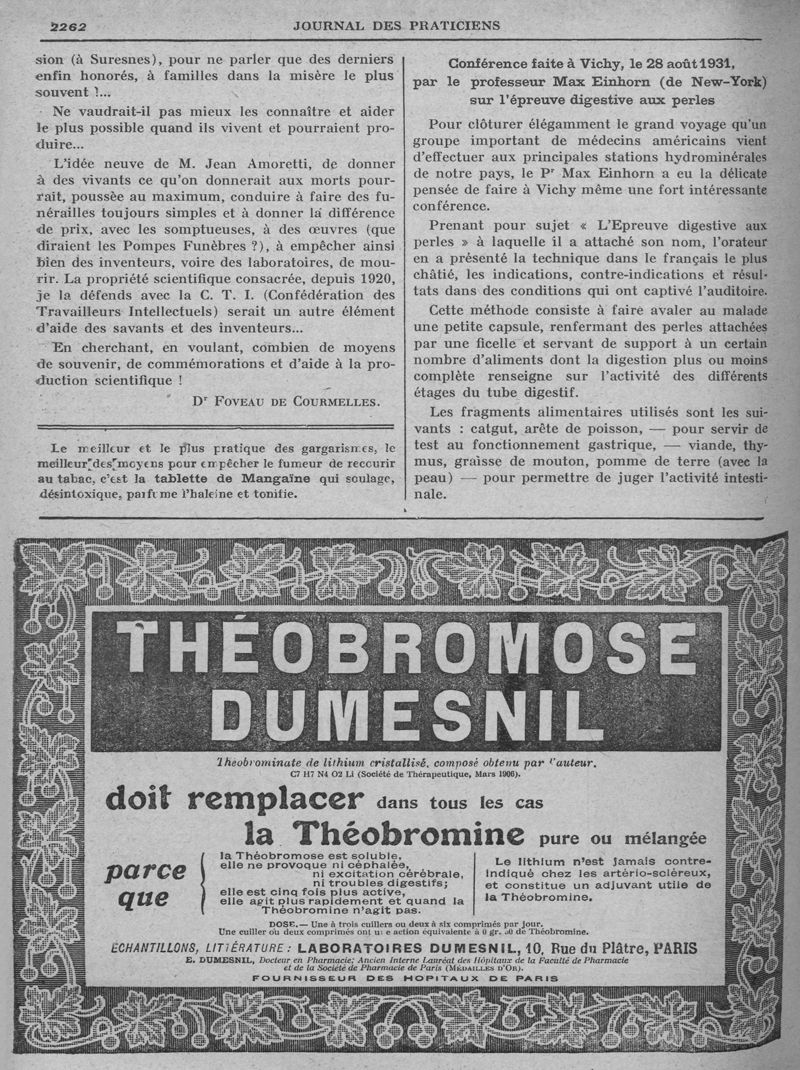 2262
JOURNAL DES PRATICIENS
sion (à Suresnes), pour ne parler que des derniers
enfin honorés, à familles dans la misère le plus
souvent !...
Ne vaudrait-il pas mieux les connaître et aider
le plus possible quand ils vivent et pourraient pro-
duire...
L'idée neuve de M. Jean Amoretti, de donner
à des vivants ce qu'on donnerait aux morts pour-
rait, poussée au maximum, conduire à faire des fu-
nérailles toujours simples et à donner la différence
de prix, avec les somptueuses, à des œuvres (que
diraient les Pompes Funèbres ?), à empêcher ainsi
bien des inventeurs, voire des laboratoires, de mou-
rir. La propriété scientifique consacrée, depuis 1920,
je la défends avec la C. T. I. (Confédération des
Travailleurs Intellectuels) serait un autre élément
d'aide des savants et des inventeurs...
En cherchant, en voulant, combien de moyens
de souvenir, de commémorations et d'aide à la pro-
duction scientifique !
Dr FOVEAU DE COURMELLES.
Le meilleur et le plus pratique des gargarismes, le
meilleur des moyens pour empêcher le fumeur de recourir
au tabac, c'est la tablette de Mangaïne qui soulage,
désintoxique, parfume l'haleine et tonifie.
Conférence faite à Vichy, le 28 août 1931,
par le professeur Max Einhorn (de New-York)
sur l'épreuve digestive aux perles
Pour clôturer élégamment le grand voyage qu'un
groupe important de médecins américains vient
d'effectuer aux principales stations hydrominérales
de notre pays, le Pr Max Einhorn a eu la délicate
pensée de faire à Vichy même une fort intéressante
conférence.
Prenant pour sujet « L'Epreuve digestive aux
perles » à laquelle il a attaché son nom, l'orateur
en a présenté la technique dans le français le plus
châtié, les indications, contre-indications et résul-
tats dans des conditions qui ont captivé l'auditoire.
Cette méthode consiste à faire avaler au malade
une petite capsule, renfermant des perles attachées
par une ficelle et servant de support à un certain
nombre d'aliments dont la digestion plus ou moins
complète renseigne sur l'activité des différents
étages du tube digestif.
Les fragments alimentaires utilisés sont les sui-
vants : catgut, arête de poisson, — pour servir de
test au fonctionnement gastrique, — viande, thy-
mus, graisse de mouton, pomme de terre (avec la
peau) — pour permettre de juger l'activité intesti-
nale.
THÉOBROMOSE
DUMESNIL
Theobrominate de lithium cristallisé, composé obtenu par l'auteur.
C7 H7 N4 O2 Li (Société de Thérapeutique, Mars 1906).
doit remplacer dans tous les cas
la Théobromine pure ou mélangée
parce
que
la Théobromose est soluble,
elle ne provoque ni céphalée,
ni excitation cérébrale,
ni troubles digestifs;
elle est cinq fois plus active,
elle agit plus rapidement et quand la
Théobromine n'agit pas.
Le lithium n'est jamais contre-
indiqué chez les artério-scléreux,
et constitue un adjuvant utile de
la Théobromine.
DOSE.— Une à trois cuillers ou deux à six comprimés par jour.
Une cuiller ou deux comprimés ont une action équivalente à 0 gr. de Théobromine.
ÉCHANTILLONS, LITTÉRATURE : LABORATOIRES DUMESNIL, 10, Rue du Plâtre, PARIS
E. DUMESNIL, Docteur en Pharmacie; Ancien Interne Lauréat des Hôpitaux de la Faculté de Pharmacie
et de la Société de Pharmacie de Paris (MÉDAILLES D'OR).
FOURNISSEUR DES HOPITAUX DE PARIS